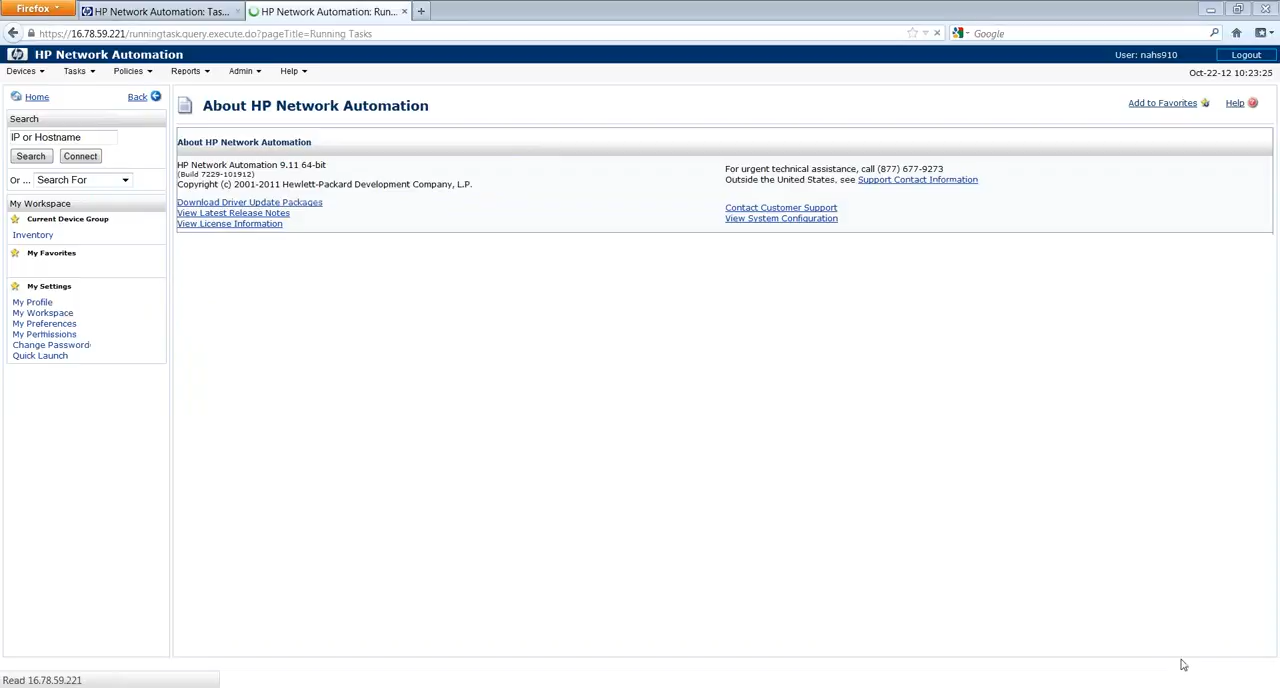 Firefox
HP Network Automation: Tas...
HP Network Automation: Run...
https://16.78.59.221/runningtask.query.execute.do?pageTitle=Running Tasks
Google
HP Network Automation
User: nahs910
Logout
Devices Tasks Policies Reports Admin Help
Oct-22-12 10:23:25
Home
Back
Search
IP or Hostname
Search Connect
Or ... Search For
My Workspace
Current Device Group
Inventory
My Favorites
My Settings
My Profile
My Workspace
My Preferences
My Permissions
Change Password
Quick Launch
About HP Network Automation
Add to Favorites
Help
About HP Network Automation
HP Network Automation 9.11 64-bit
(Build 7229-101912)
Copyright (c) 2001-2011 Hewlett-Packard Development Company, L.P.
Download Driver Update Packages
View Latest Release Notes
View License Information
For urgent technical assistance, call (877) 677-9273
Outside the United States, see Support Contact Information
Contact Customer Support
View System Configuration
Read 16.78.59.221